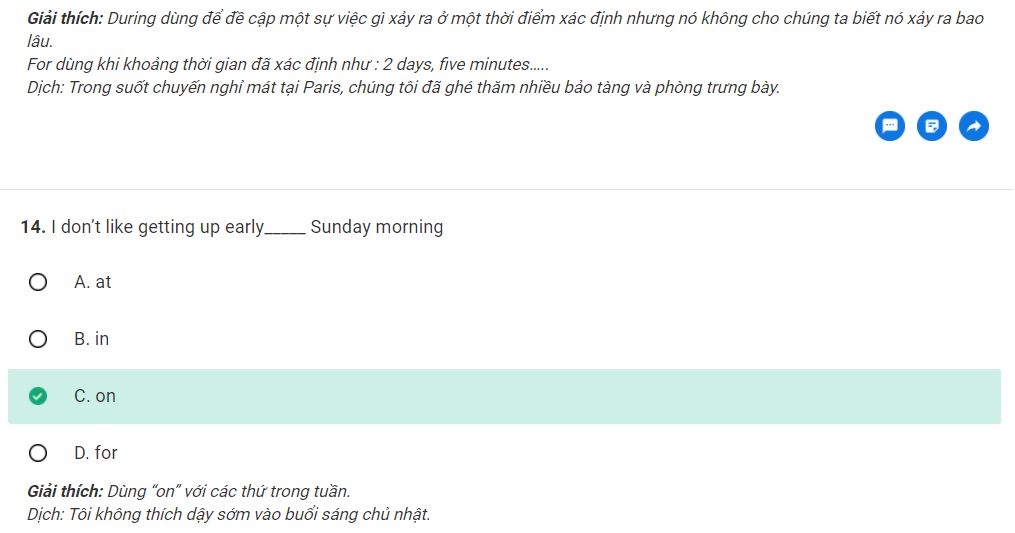 Giải thích: During dùng để đề cập một sự việc gì xảy ra ở một thời điểm xác định nhưng nó không cho chúng ta biết nó xảy ra bao
lâu.
For dùng khi khoảng thời gian đã xác định như : 2 days, five minutes.....
Dịch: Trong suốt chuyến nghỉ mát tại Paris, chúng tôi đã ghé thăm nhiều bảo tàng và phòng trưng bày.
14. I don’t like getting up early_____ Sunday morning
A. at
B. in
C. on
D. for
Giải thích: Dùng “on” với các thứ trong tuần.
Dịch: Tôi không thích dậy sớm vào buổi sáng chủ nhật.